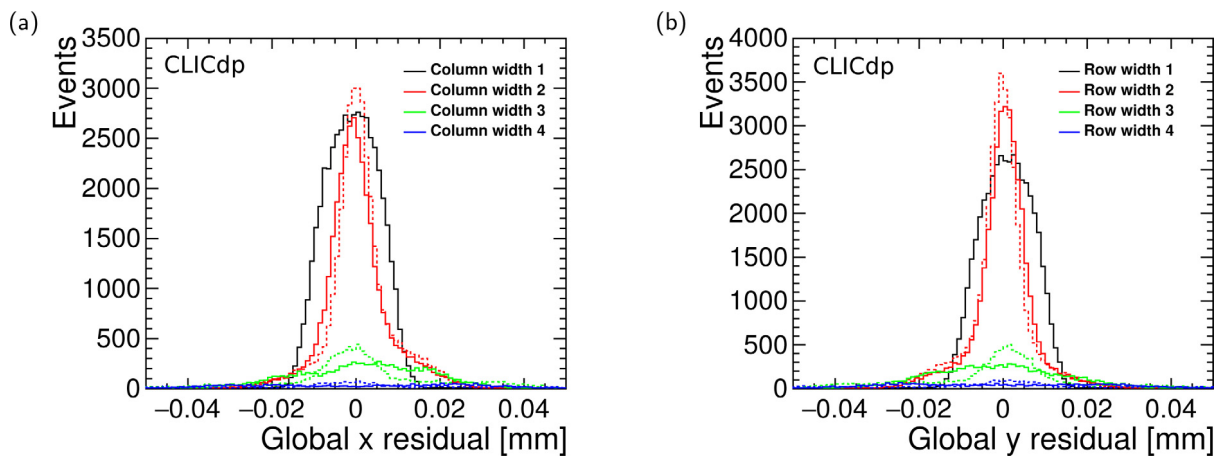 (a)
CLICdp
Events
3500
3000
2500
2000
1500
1000
500
0
Column width 1
Column width 2
Column width 3
Column width 4
−0.04
−0.02
0
0.02
0.04
Global x residual [mm]
(b)
CLICdp
Events
4000
3500
3000
2500
2000
1500
1000
500
0
Row width 1
Row width 2
Row width 3
Row width 4
−0.04
−0.02
0
0.02
0.04
Global y residual [mm]